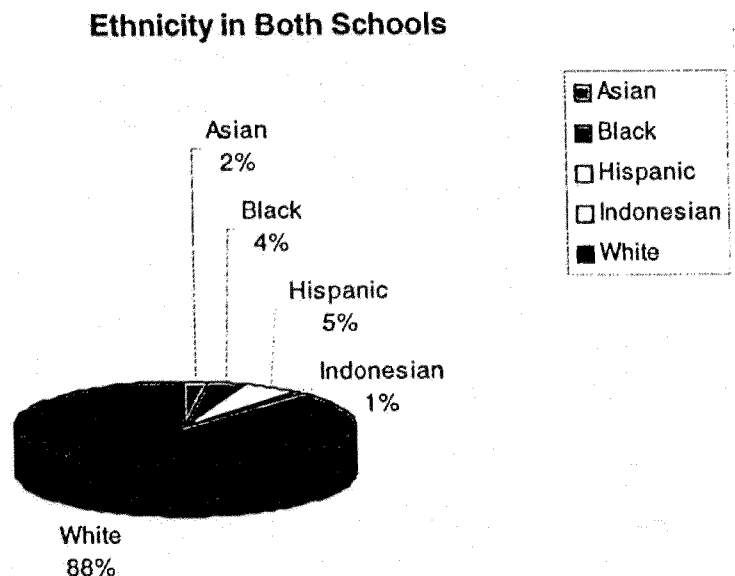 Ethnicity in Both Schools
Asian
2%
Black
4%
Hispanic
5%
Indonesian
1%
White
88%
Asian
Black
Hispanic
Indonesian
White